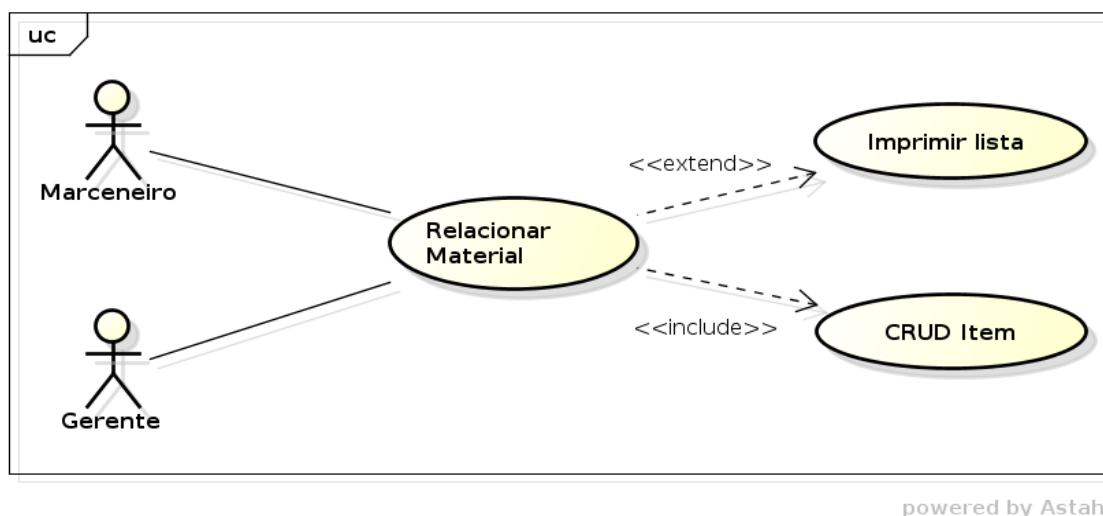 uc
Marceneiro
Gerente
Relacionar
Material
<<extend>>
<<include>>
Imprimir lista
CRUD Item
powered by Astah